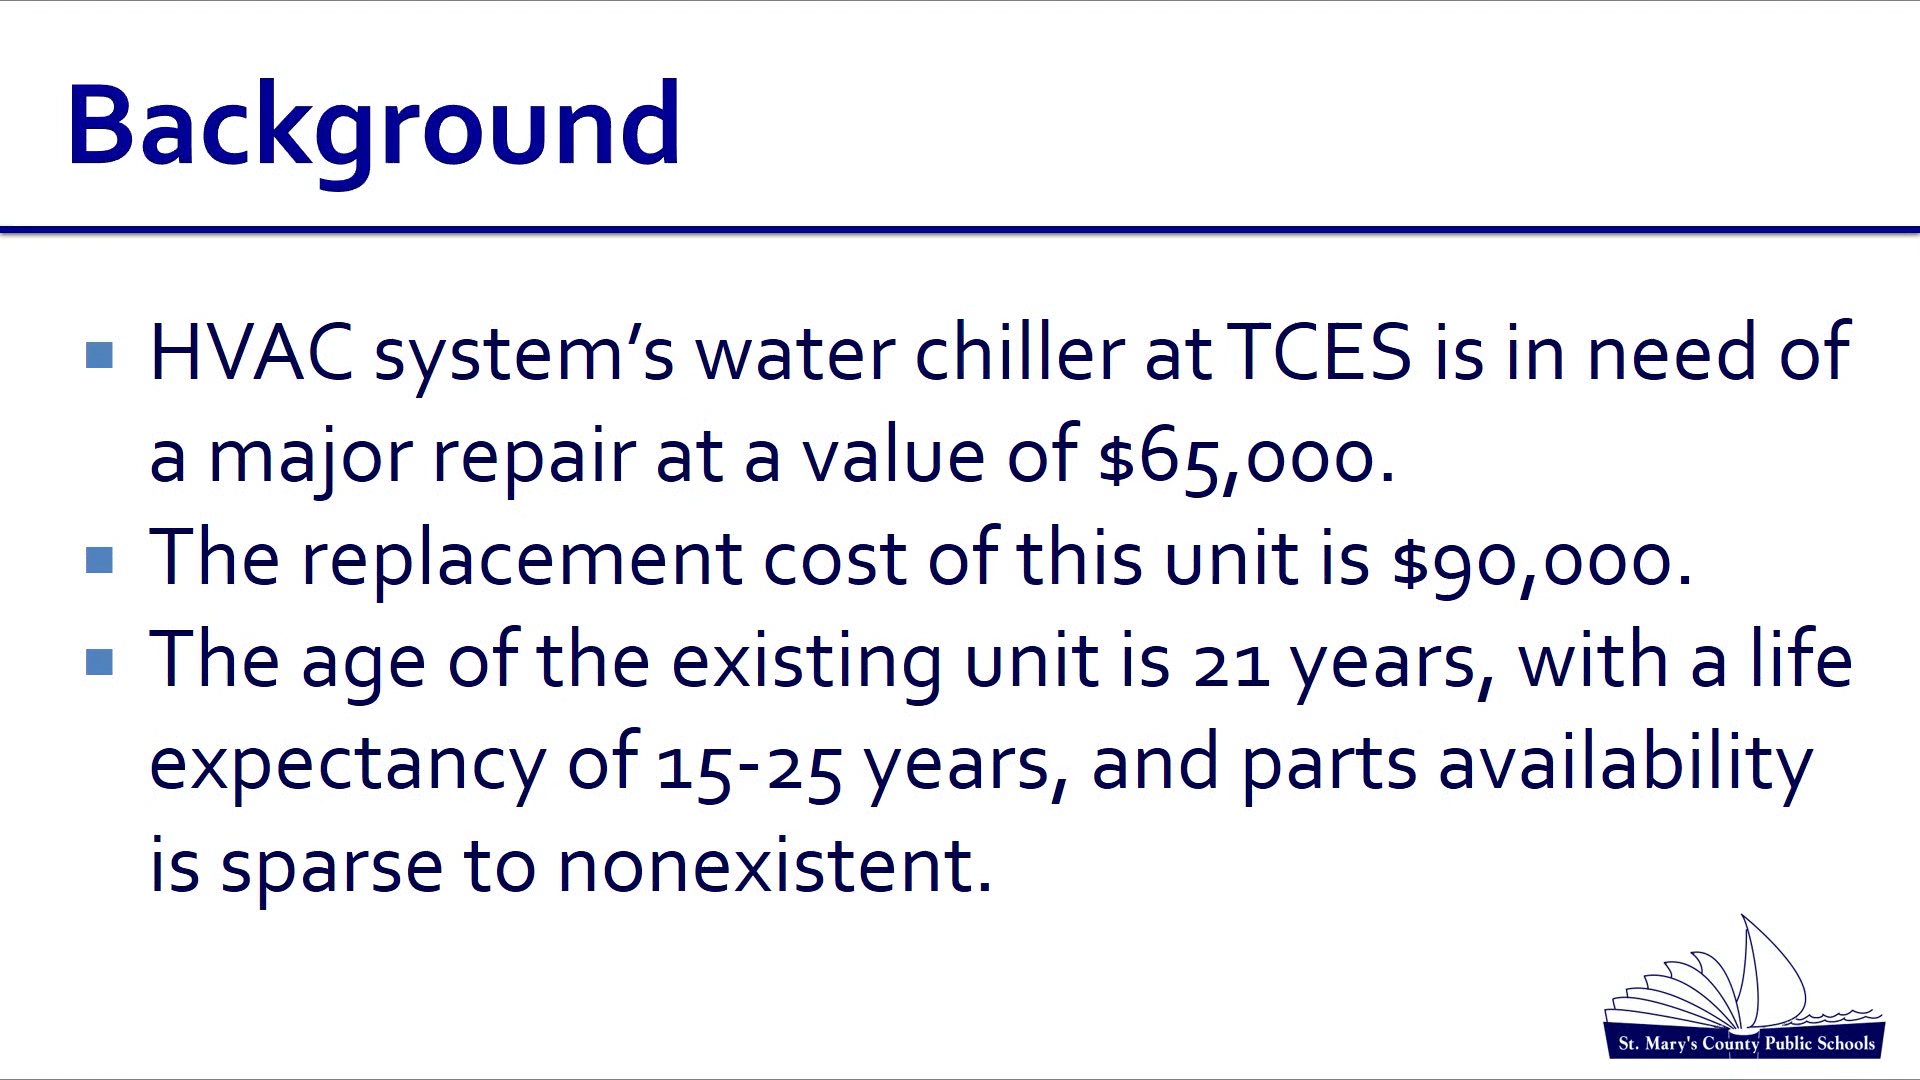 Background
HVAC system’s water chiller at TCES is in need of
a major repair at a value of $65,000.
The replacement cost of this unit is $90,000.
The age of the existing unit is 21 years, with a life
expectancy of 15-25 years, and parts availability
is sparse to nonexistent.
St. Mary's County Public Schools